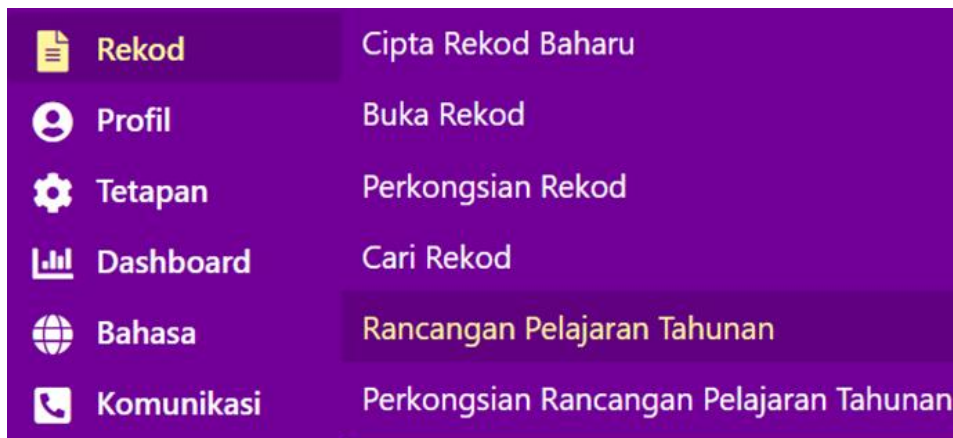 Rekod
Profil
Tetapan
Dashboard
Bahasa
Komunikasi
Cipta Rekod Baharu
Buka Rekod
Perkongsian Rekod
Cari Rekod
Rancangan Pelajaran Tahunan
Perkongsian Rancangan Pelajaran Tahunan